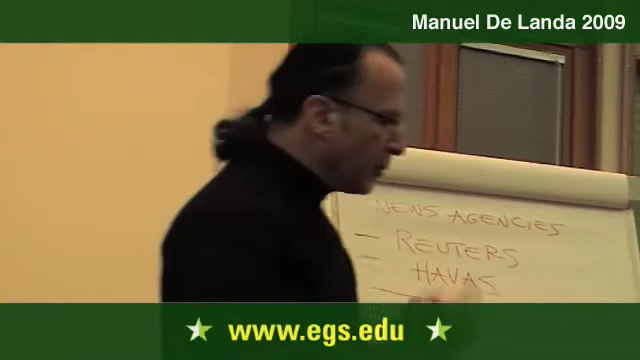 Manuel De Landa 2009
NEWS AGENCIES
— REUTERS
— HAVAS
—
www.egs.edu